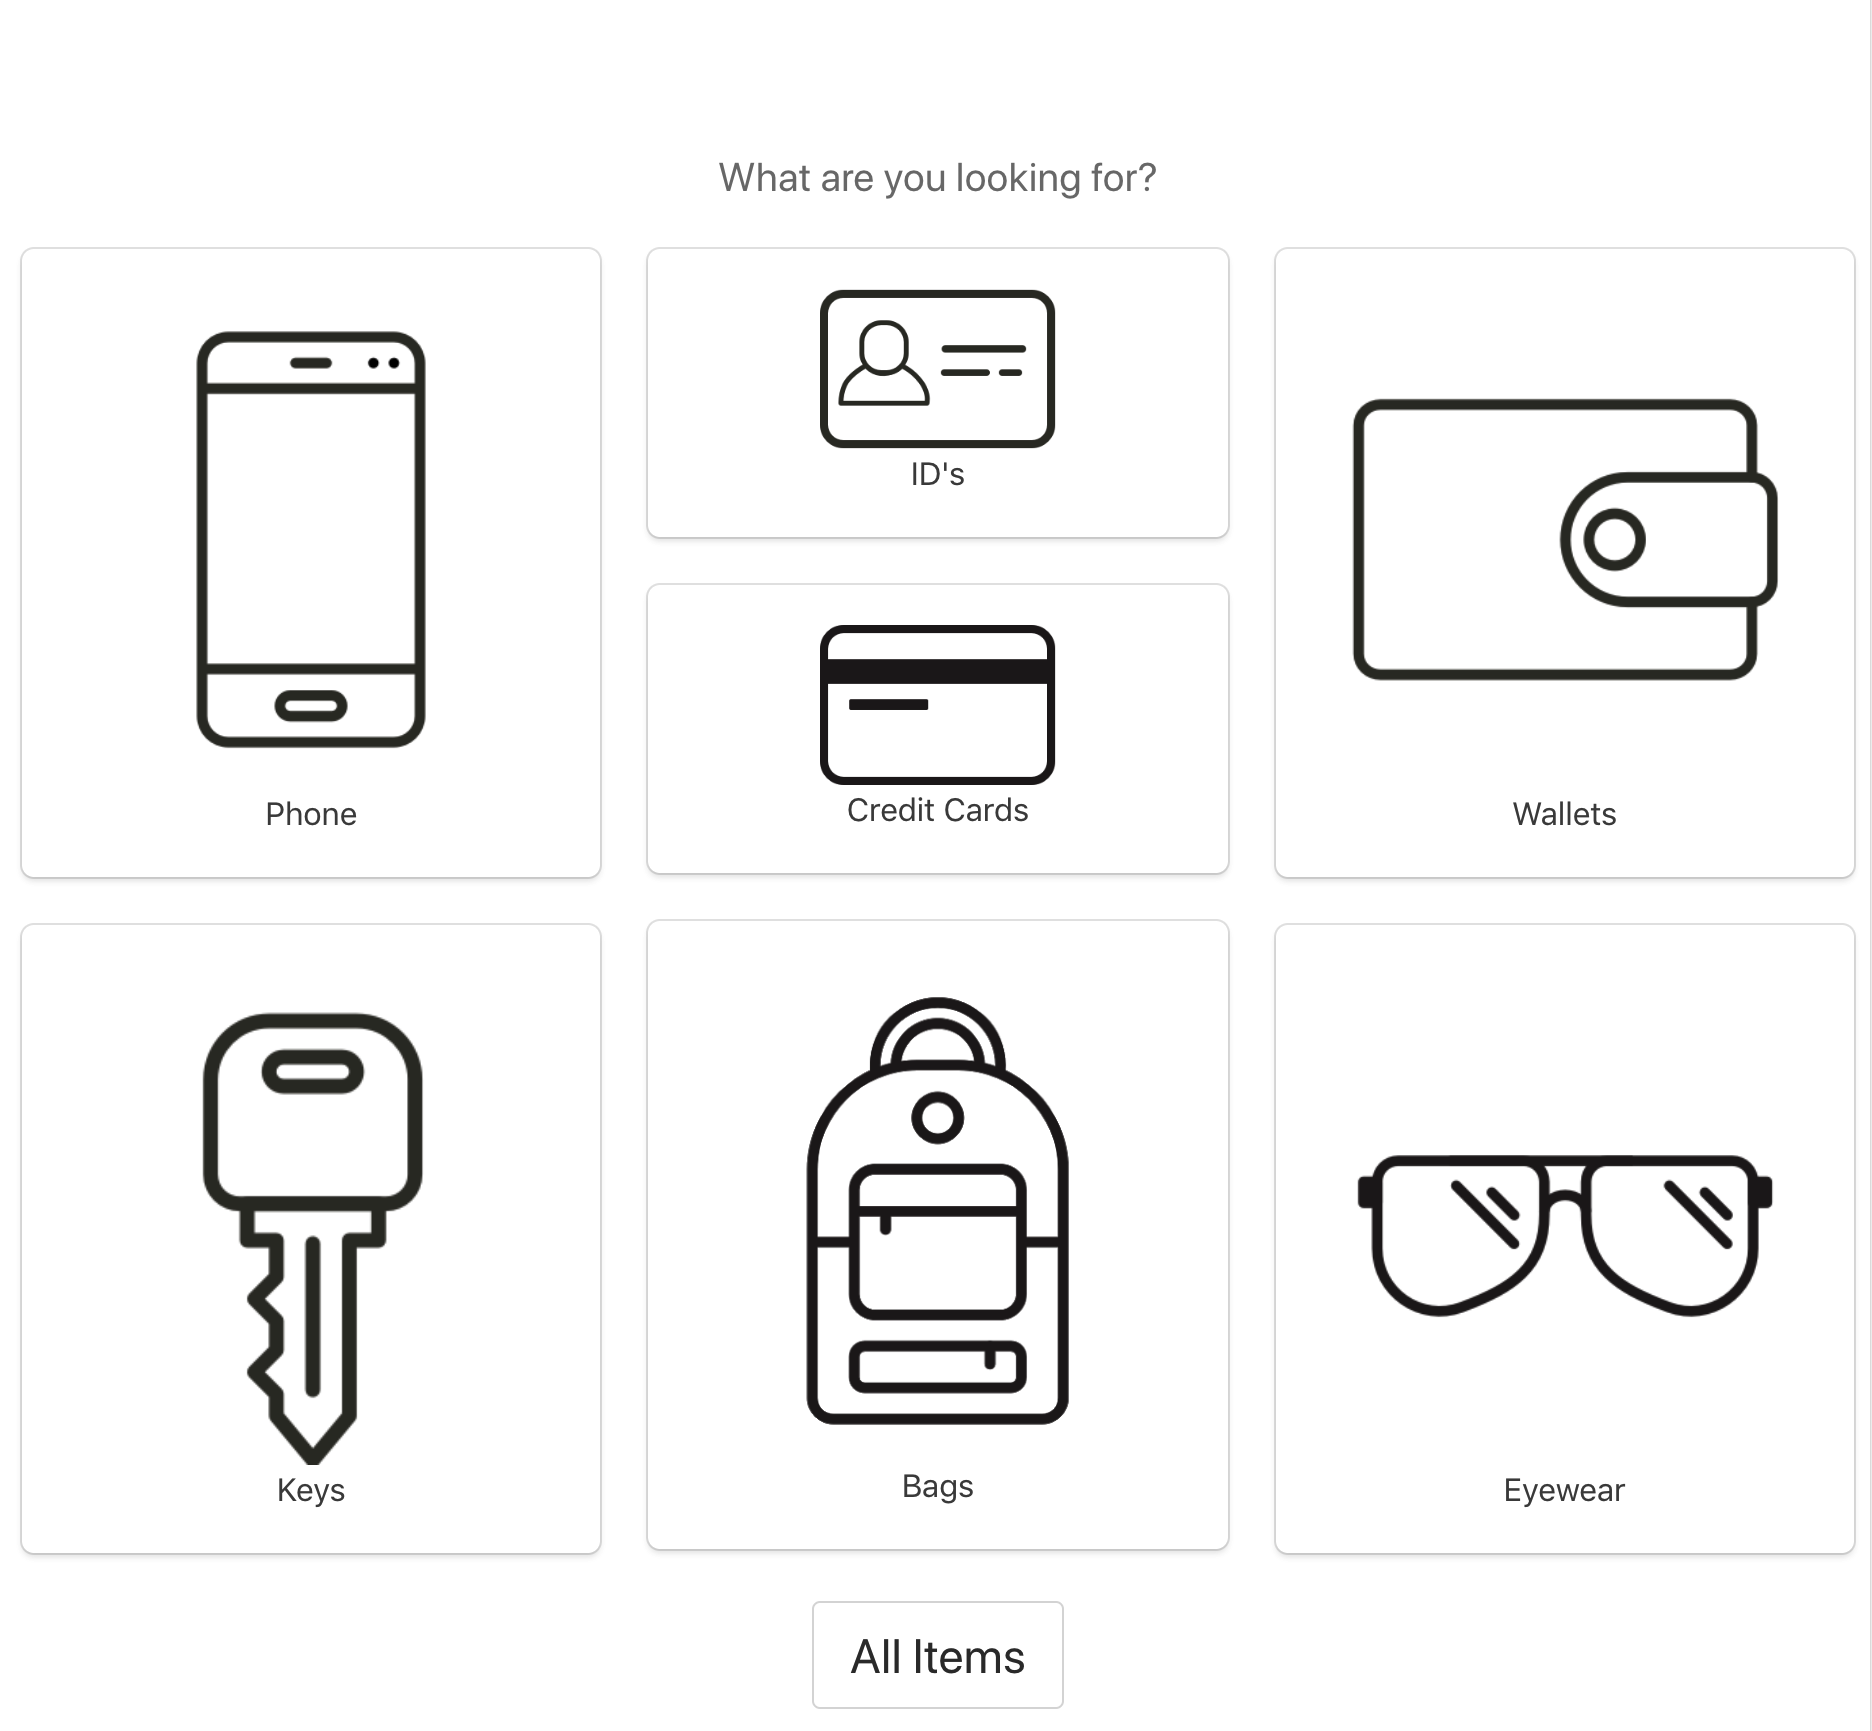 What are you looking for?
Phone
ID's
Credit Cards
Wallets
Keys
Bags
Eyewear
All Items